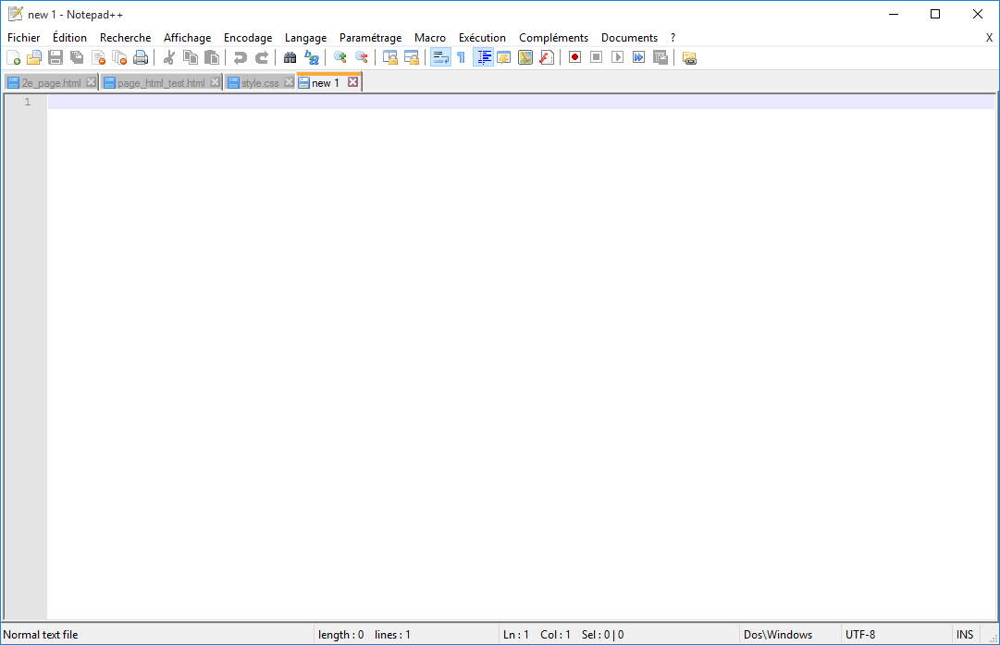 new 1 - Notepad++
Fichier Édition Recherche Affichage Encodage Langage Paramétrage Macro Exécution Compléments Documents ? X
2e_page.html page_html_test.html style.css new 1
1
Normal text file length : 0 lines : 1 Ln : 1 Col : 1 Sel : 0 | 0 Dos\Windows UTF-8 INS